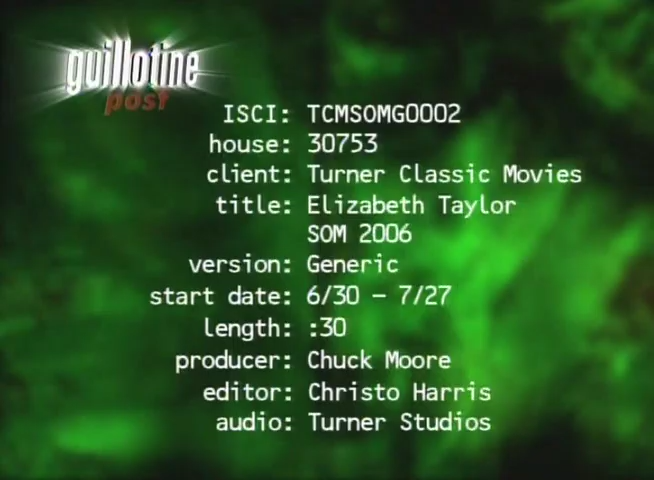 guillotine
post
ISCI: TCMSOMG0002
house: 30753
client: Turner Classic Movies
title: Elizabeth Taylor
SOM 2006
version: Generic
start date: 6/30 – 7/27
length: :30
producer: Chuck Moore
editor: Christo Harris
audio: Turner Studios